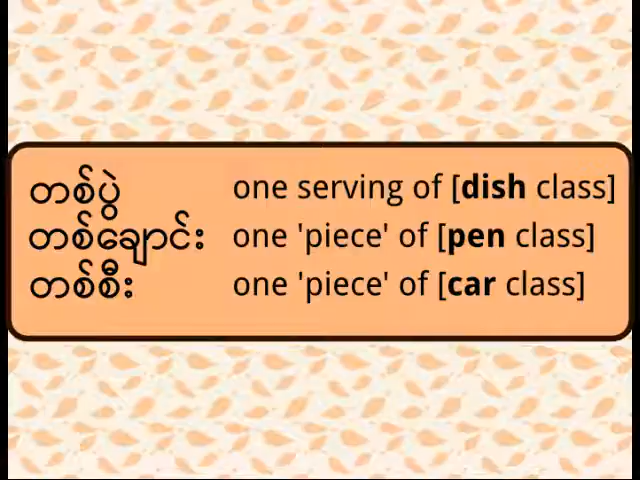 တစ်ပွဲ one serving of [dish class]
တစ်ချောင်း one 'piece' of [pen class]
တစ်စီး one 'piece' of [car class]